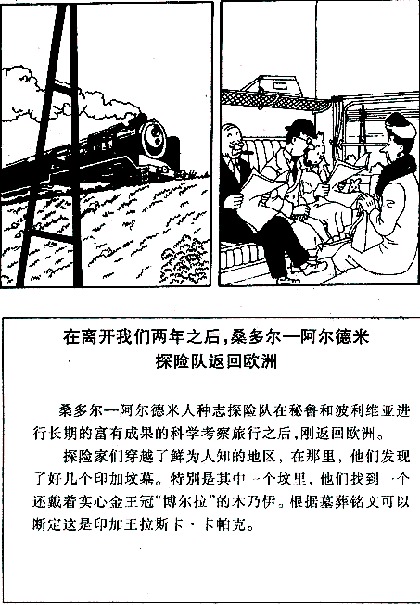 在离开我们两年之后，桑多尔—阿尔德米
探险队返回欧洲
桑多尔—阿尔德米人种志探险队在秘鲁和玻利维亚进
行长期的富有成果的科学考察旅行之后，刚返回欧洲。
探险家们穿越了鲜为人知的地区，在那里，他们发现
了好几个印加坟墓。特别是其中一个坟里，他们找到一个
还戴着实心金王冠“博尔拉”的木乃伊。根据墓葬铭文可以
断定这是印加王拉斯卡·卡帕克。